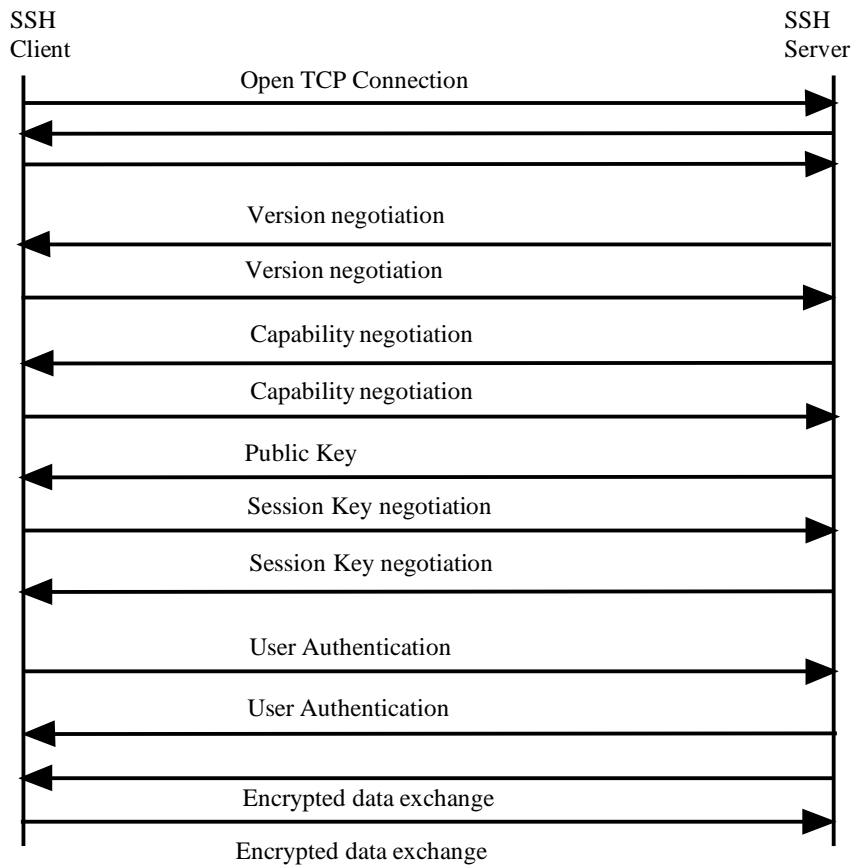 SSH
Client
SSH
Server
Open TCP Connection
Version negotiation
Version negotiation
Capability negotiation
Capability negotiation
Public Key
Session Key negotiation
Session Key negotiation
User Authentication
User Authentication
Encrypted data exchange
Encrypted data exchange